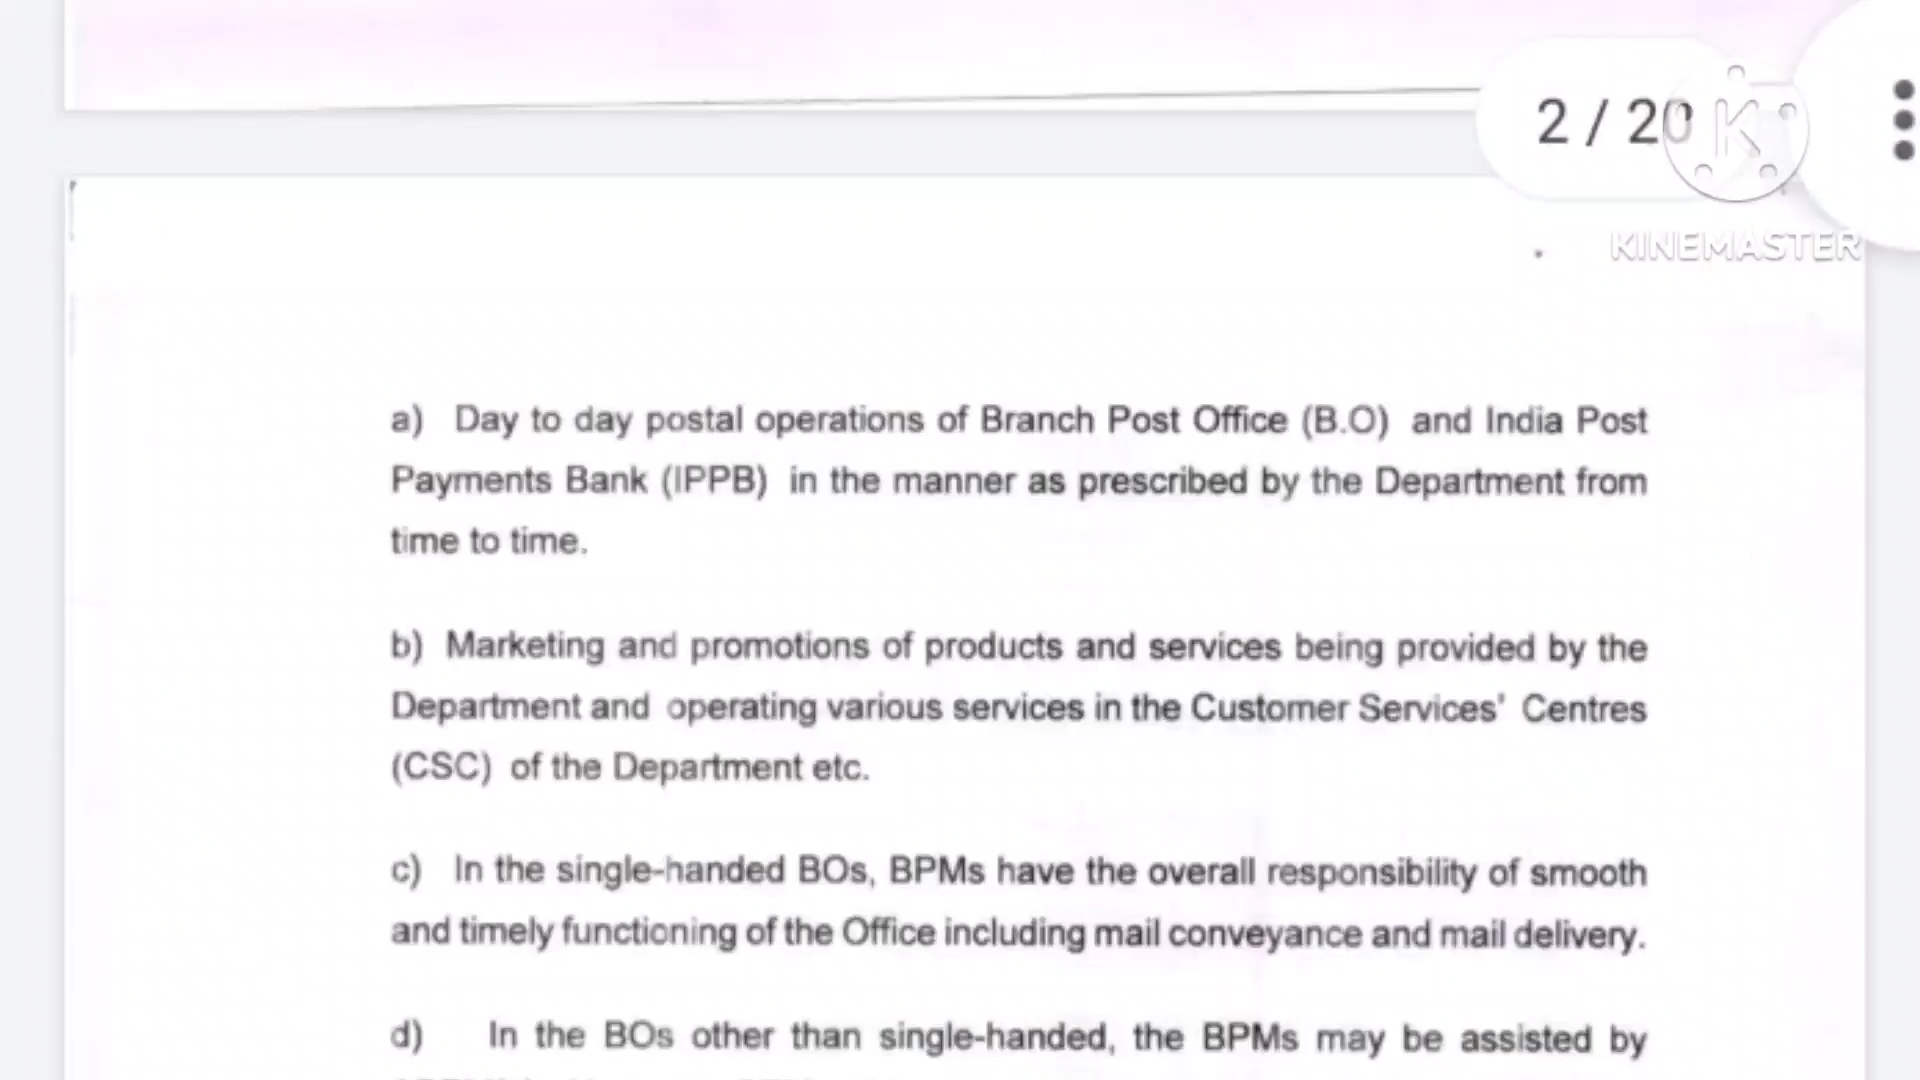 2 / 20
KINEMASTER
a) Day to day postal operations of Branch Post Office (B.O) and India Post
Payments Bank (IPPB) in the manner as prescribed by the Department from
time to time.
b) Marketing and promotions of products and services being provided by the
Department and operating various services in the Customer Services' Centres
(CSC) of the Department etc.
c) In the single-handed BOs, BPMs have the overall responsibility of smooth
and timely functioning of the Office including mail conveyance and mail delivery.
d) In the BOs other than single-handed, the BPMs may be assisted by